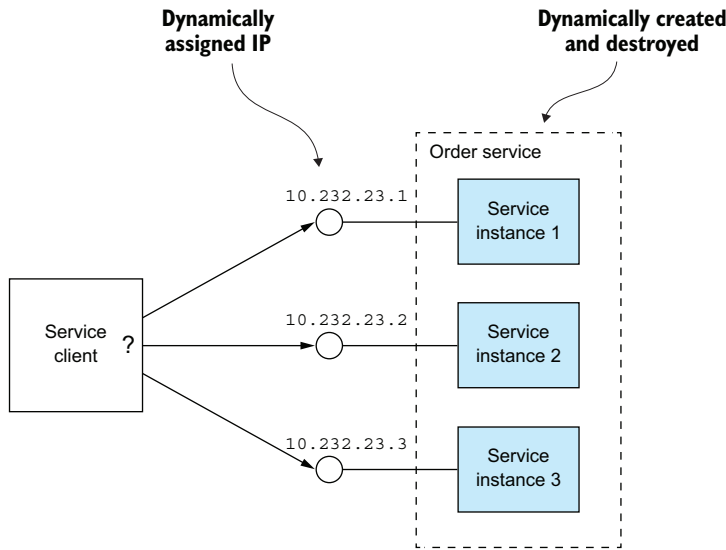 Dynamically
assigned IP
Dynamically created
and destroyed
Order service
10.232.23.1
Service
instance 1
Service
client
?
10.232.23.2
Service
instance 2
10.232.23.3
Service
instance 3